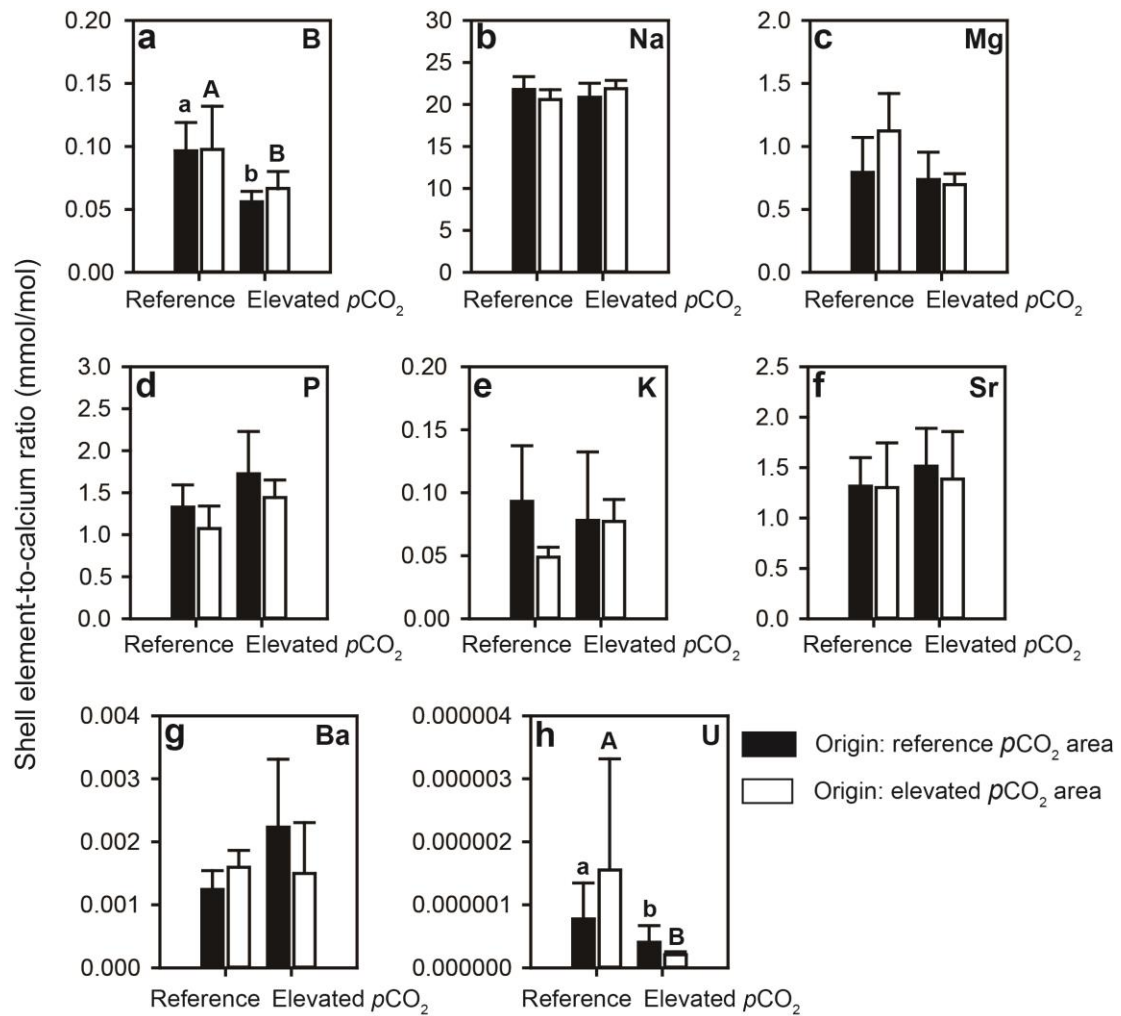 Shell element-to-calcium ratio (mmol/mol)
a B
0.20
0.15
0.10
0.05
0.00
a A b B
Reference Elevated pCO₂
b Na
30
25
20
15
10
5
0
Reference Elevated pCO₂
c Mg
2.0
1.5
1.0
0.5
0.0
Reference Elevated pCO₂
d P
3.0
2.5
2.0
1.5
1.0
0.5
0.0
Reference Elevated pCO₂
e K
0.20
0.15
0.10
0.05
0.00
Reference Elevated pCO₂
f Sr
2.5
2.0
1.5
1.0
0.5
0.0
Reference Elevated pCO₂
g Ba
0.004
0.003
0.002
0.001
0.000
Reference Elevated pCO₂
h U
0.000004
0.000003
0.000002
0.000001
0.000000
a A b B
Reference Elevated pCO₂
Origin: reference pCO₂ area
Origin: elevated pCO₂ area